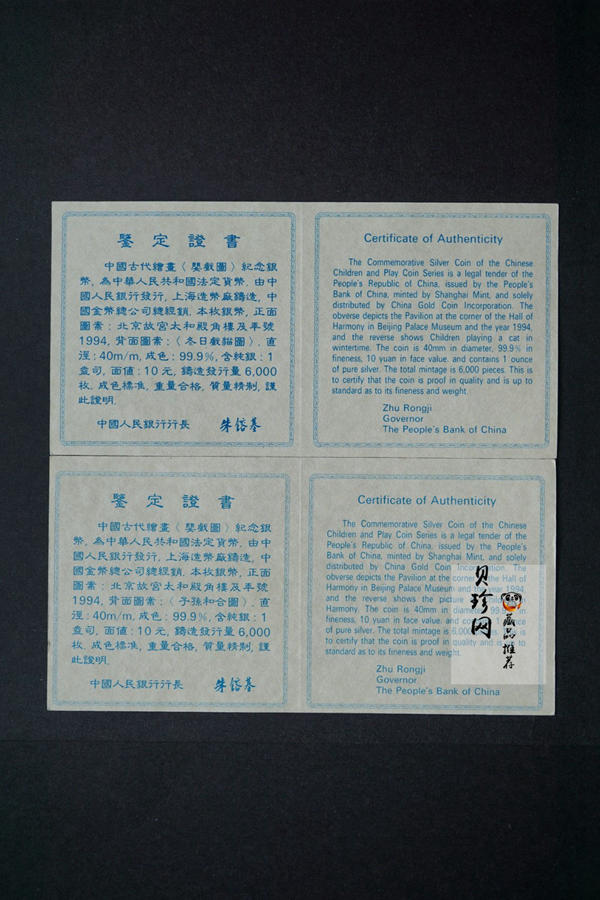 鑒定證書
中國古代繪畫〈嬰戲圖〉紀念銀
幣，為中華人民共和國法定貨幣，由中
國人民銀行發行，上海造幣廠鑄造，中
國金幣總公司總經銷，本枚銀幣，正面
圖案：北京故宮太和殿角樓及年號
1994，背面圖案：〈冬日戲貓圖〉，直
徑：40m/m，成色：99.9%，含純銀：1
盎司，面値：10元，鑄造發行量6,000
枚，成色標准，重量合格，質量精制，謹
此證明，
中國人民銀行行長 朱镕基
Certificate of Authenticity
The Commemorative Silver Coin of the Chinese
Children and Play Coin Series is a legal tender of the
People's Republic of China, issued by the People's
Bank of China, minted by Shanghai Mint, and solely
distributed by China Gold Coin Incorporation. The
obverse depicts the Pavilion at the corner of the Hall of
Harmony in Beijing Palace Museum and the year 1994,
and the reverse shows Children playing a cat in
wintertime. The coin is 40mm in diameter, 99.9% in
fineness, 10 yuan in face value, and contains 1 ounce
of pure silver. The total mintage is 6,000 pieces. This is
to certify that the coin is proof in quality and is up to
standard as to its fineness and weight.
Zhu Rongji
Governor
The People's Bank of China
鑒定證書
中國古代繪畫〈嬰戲圖〉紀念銀
幣，為中華人民共和國法定貨幣，由中
國人民銀行發行，上海造幣廠鑄造，中
國金幣總公司總經銷，本枚銀幣，正面
圖案：北京故宮太和殿角樓及年號
1994，背面圖案：〈子孫和合圖〉，直
徑：40m/m，成色：99.9%，含純銀：1
盎司，面値：10元，鑄造發行量6,000
枚，成色標准，重量合格，質量精制，謹
此證明，
中國人民銀行行長 朱镕基
Certificate of Authenticity
The Commemorative Silver Coin of the Chinese
Children and Play Coin Series is a legal tender of the
People's Republic of China, issued by the People's
Bank of China, minted by Shanghai Mint, and solely
distributed by China Gold Coin Incorporation. The
obverse depicts the Pavilion at the corner of the Hall of
Harmony in Beijing Palace Museum and the year 1994,
and the reverse shows the picture
Harmony. The coin is 40mm in diameter, 99.9% in
fineness, 10 yuan in face value, and contains 1 ounce
of pure silver. The total mintage is 6,000 This is
to certify that the coin is proof in quality and is up to
standard as to its fineness and weight.
Zhu Rongji
Governor
The People's Bank of China
贝珍网
藏品推荐